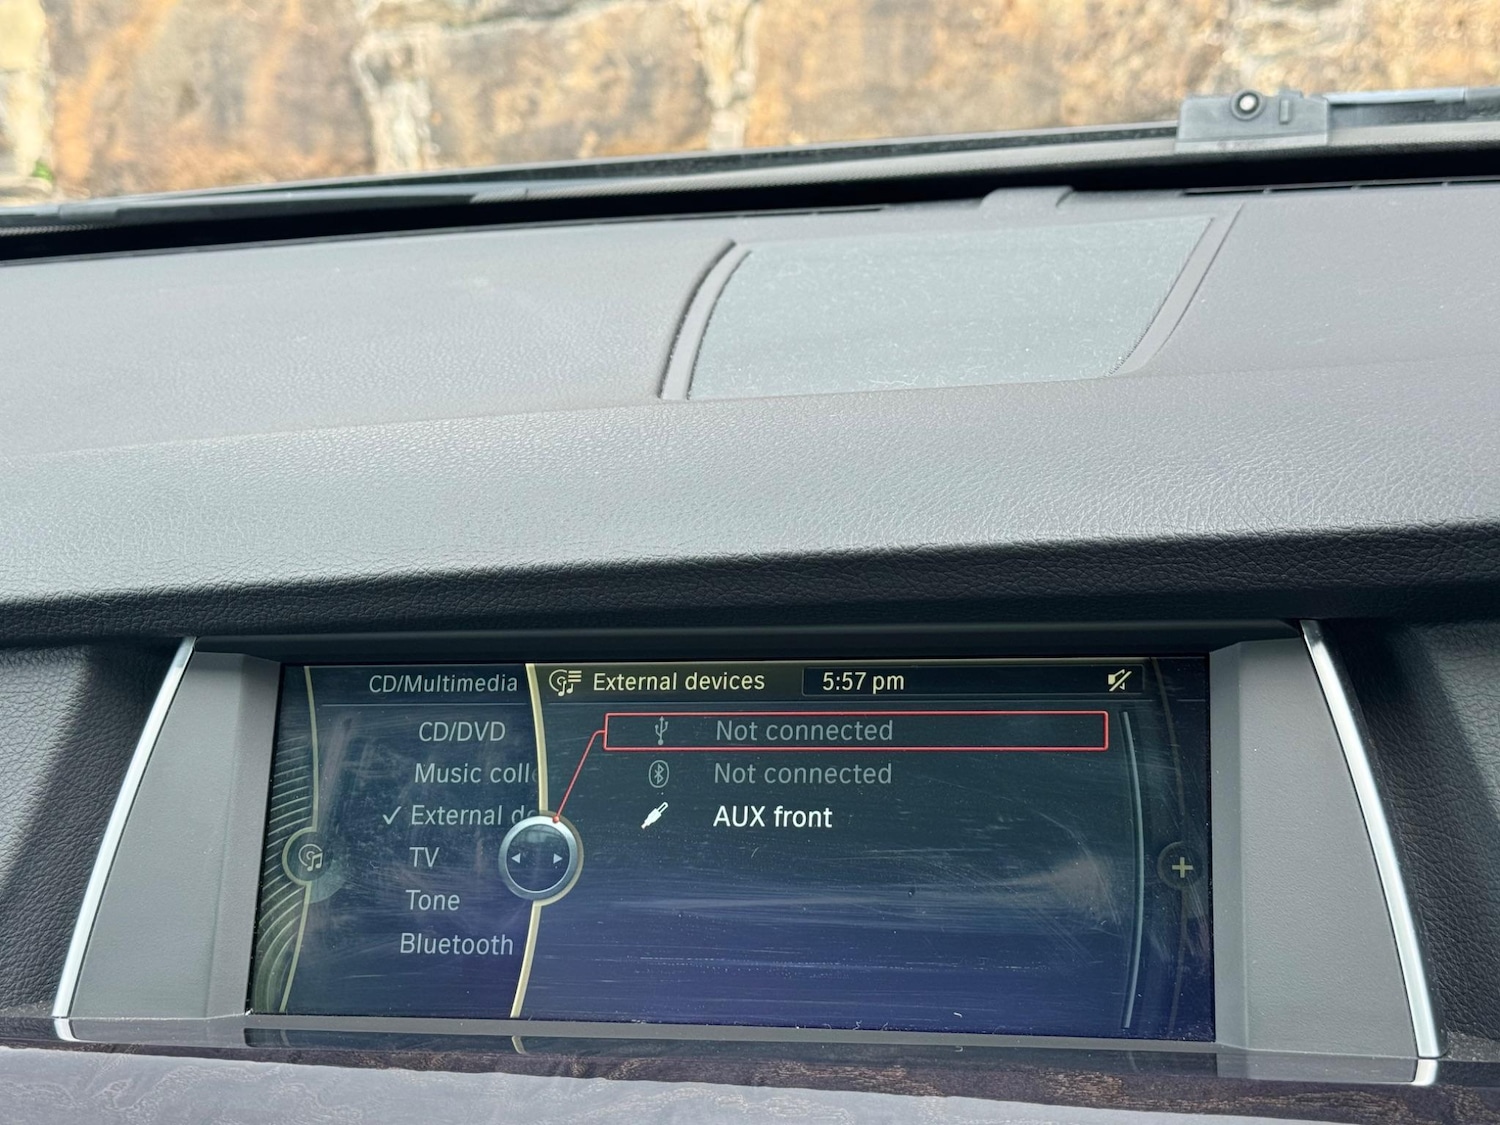 CD/Multimedia
External devices
5:57 pm
CD/DVD
Music coll
✓ External de
TV
Tone
Bluetooth
Not connected
Not connected
AUX front